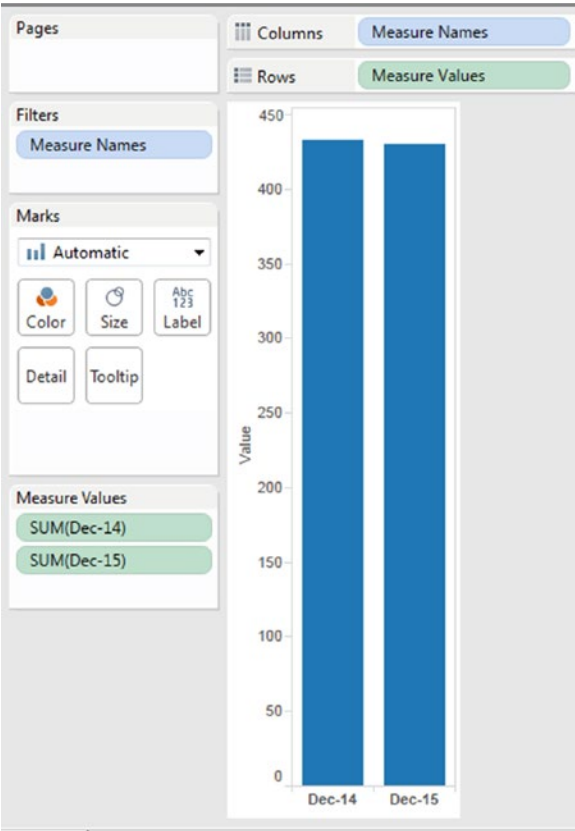 Pages
Columns
Measure Names
Rows
Measure Values
Filters
Measure Names
Marks
Automatic
Color
Size
Abc
123
Label
Detail
Tooltip
Measure Values
SUM(Dec-14)
SUM(Dec-15)
450
400
350
300
250
200
150
100
50
0
Value
Dec-14
Dec-15